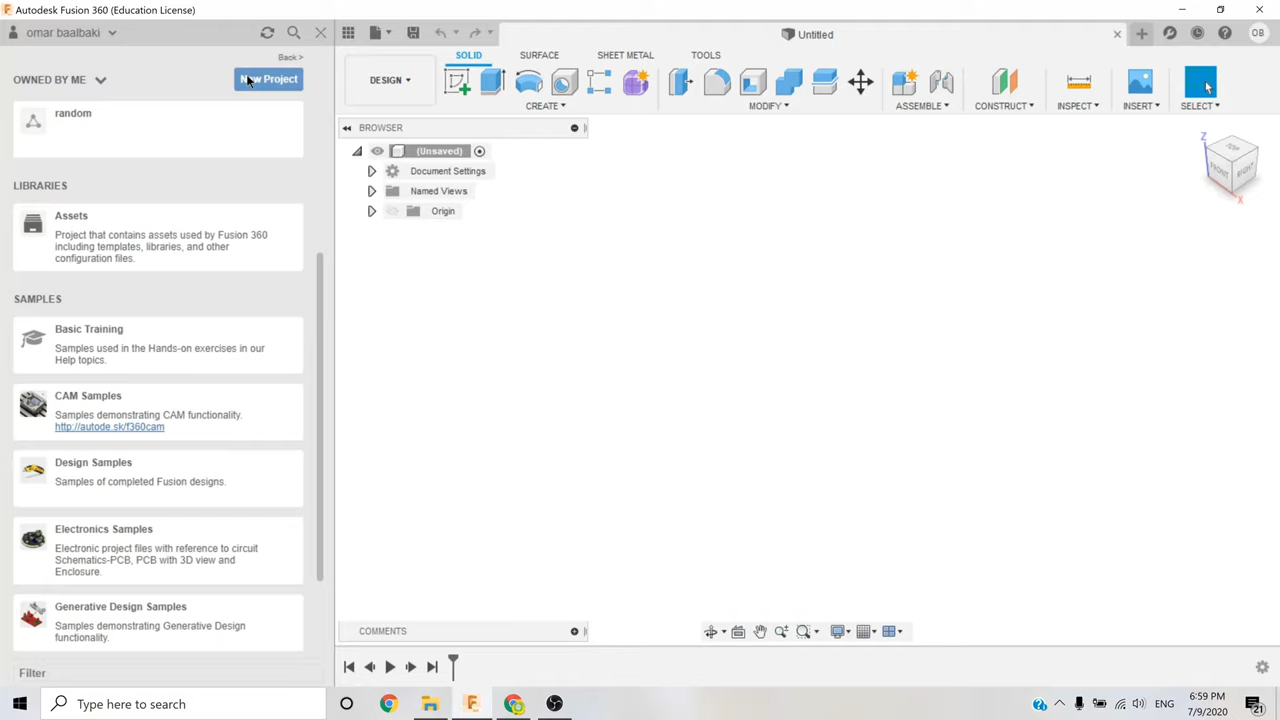 Autodesk Fusion 360 (Education License)
omar baalbaki
Untitled
OB
Back >
OWNED BY ME
New Project
SOLID
SURFACE
SHEET METAL
TOOLS
DESIGN
CREATE
MODIFY
ASSEMBLE
CONSTRUCT
INSPECT
INSERT
SELECT
random
BROWSER
(Unsaved)
Document Settings
Named Views
Origin
Z
TOP
FRONT
RIGHT
X
LIBRARIES
Assets
Project that contains assets used by Fusion 360
including templates, libraries, and other
configuration files.
SAMPLES
Basic Training
Samples used in the Hands-on exercises in our
Help topics.
CAM Samples
Samples demonstrating CAM functionality.
http://autode.sk/f360cam
Design Samples
Samples of completed Fusion designs.
Electronics Samples
Electronic project files with reference to circuit
Schematics-PCB, PCB with 3D view and
Enclosure.
Generative Design Samples
Samples demonstrating Generative Design
functionality.
COMMENTS
Filter
Type here to search
ENG
6:59 PM
7/9/2020
21